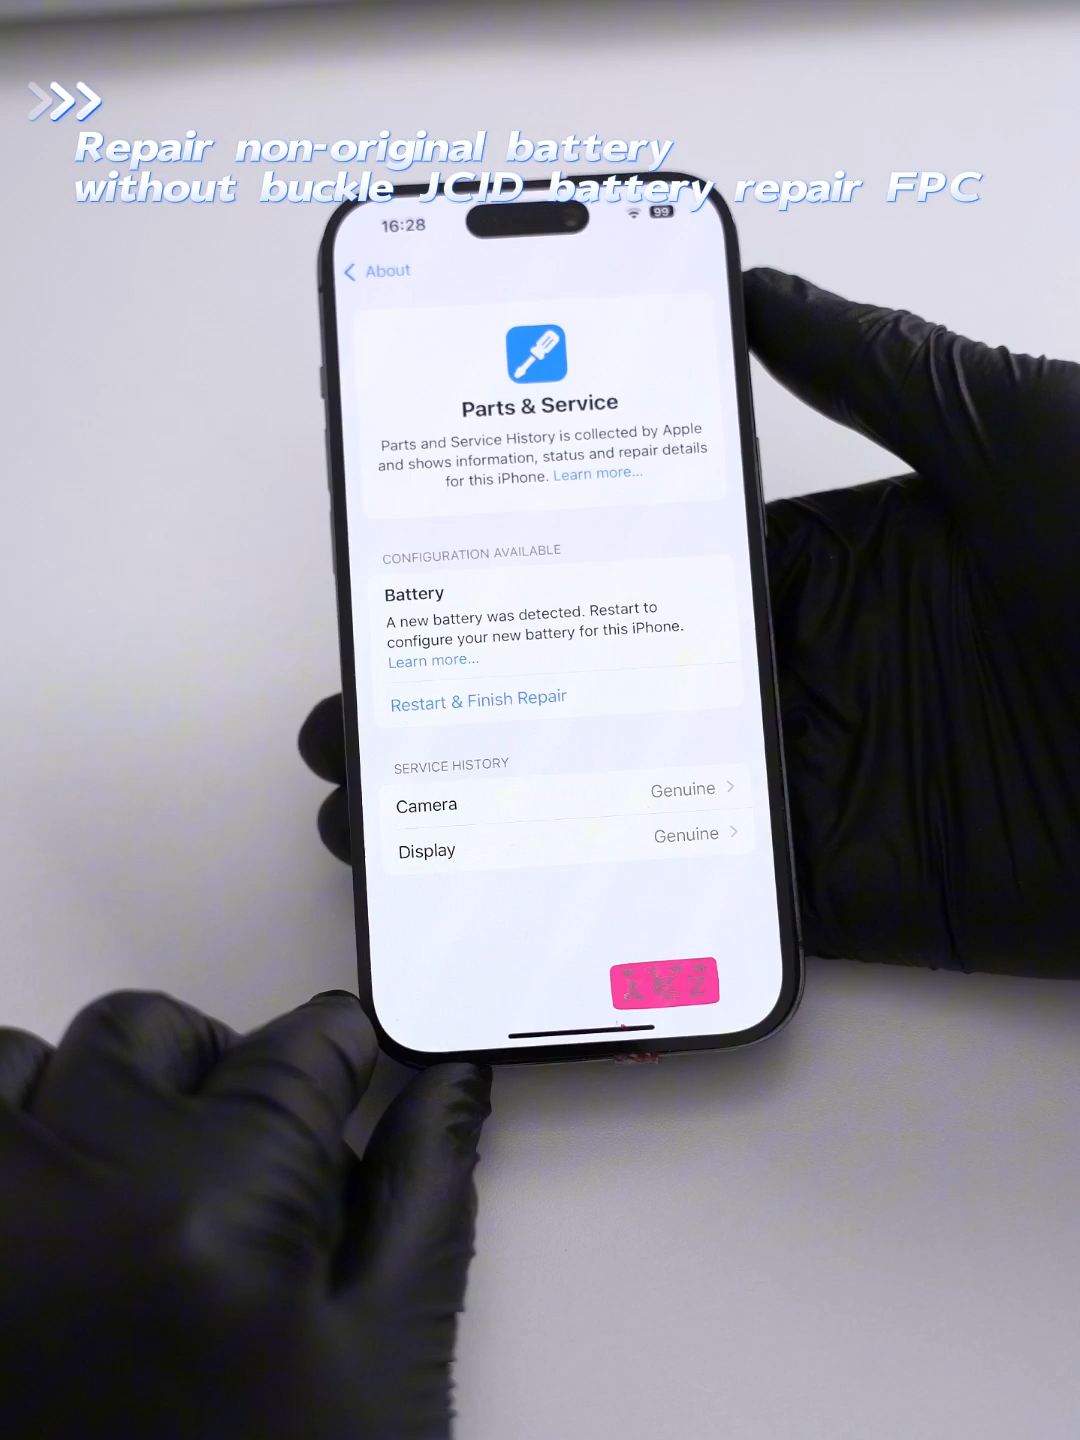 Repair non-original battery
without buckle JCID battery repair FPC
16:28
99
About
Parts & Service
Parts and Service History is collected by Apple
and shows information, status and repair details
for this iPhone. Learn more...
CONFIGURATION AVAILABLE
Battery
A new battery was detected. Restart to
configure your new battery for this iPhone.
Learn more...
Restart & Finish Repair
SERVICE HISTORY
Camera Genuine
Display Genuine